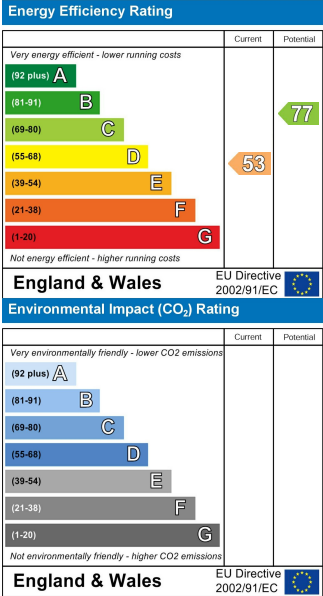 Energy Efficiency Rating
Current Potential
Very energy efficient - lower running costs
(92 plus) A
(81-91) B
77
(69-80) C
(55-68) D
53
(39-54) E
(21-38) F
(1-20) G
Not energy efficient - higher running costs
England & Wales
EU Directive
2002/91/EC
Environmental Impact (CO₂) Rating
Current Potential
Very environmentally friendly - lower CO2 emissions
(92 plus) A
(81-91) B
(69-80) C
(55-68) D
(39-54) E
(21-38) F
(1-20) G
Not environmentally friendly - higher CO2 emissions
England & Wales
EU Directive
2002/91/EC